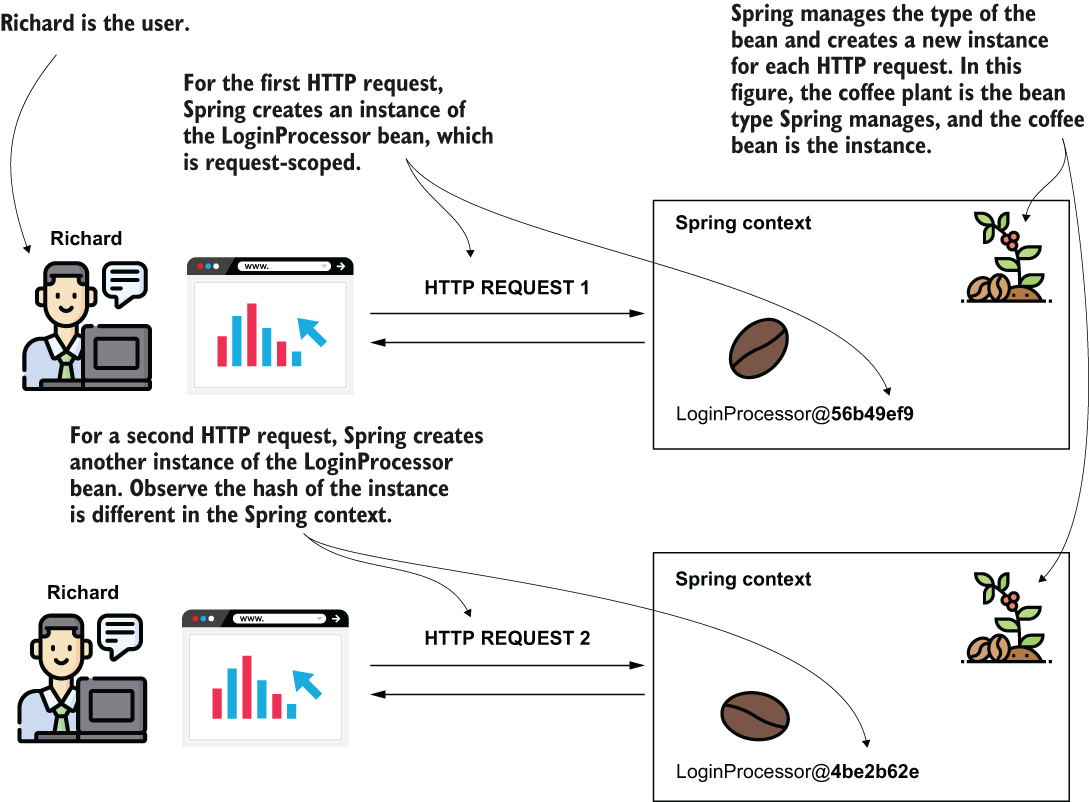 Richard is the user.
Spring manages the type of the
bean and creates a new instance
for each HTTP request. In this
figure, the coffee plant is the bean
type Spring manages, and the coffee
bean is the instance.
For the first HTTP request,
Spring creates an instance of
the LoginProcessor bean, which
is request-scoped.
Richard
www.
HTTP REQUEST 1
Spring context
LoginProcessor@56b49ef9
For a second HTTP request, Spring creates
another instance of the LoginProcessor
bean. Observe the hash of the instance
is different in the Spring context.
Richard
www.
HTTP REQUEST 2
Spring context
LoginProcessor@4be2b62e